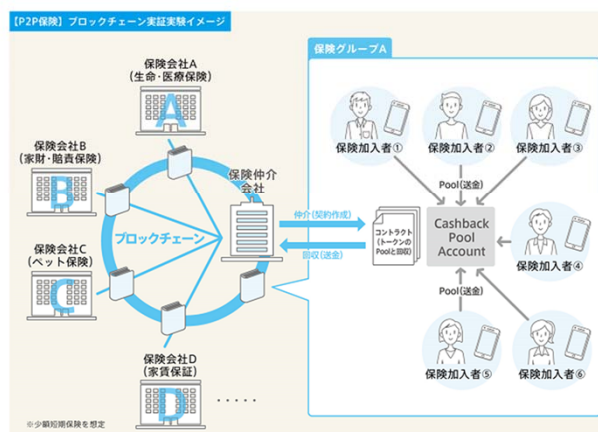 【P2P保険】ブロックチェーン実証実験イメージ
保険会社A
(生命・医療保険)
A
保険会社B
(家財・賠責保険)
B
保険会社C
(ペット保険)
C
保険会社D
(家賃保証)
D
・・・・・
ブロックチェーン
保険仲介
会社
仲介(契約作成)
回収(送金)
保険グループA
保険加入者①
保険加入者②
保険加入者③
Pool(送金)
コントラクト
(トークンの
Poolと回収)
Cashback
Pool
Account
保険加入者④
Pool(送金)
保険加入者⑤
保険加入者⑥
※少額短期保険を想定